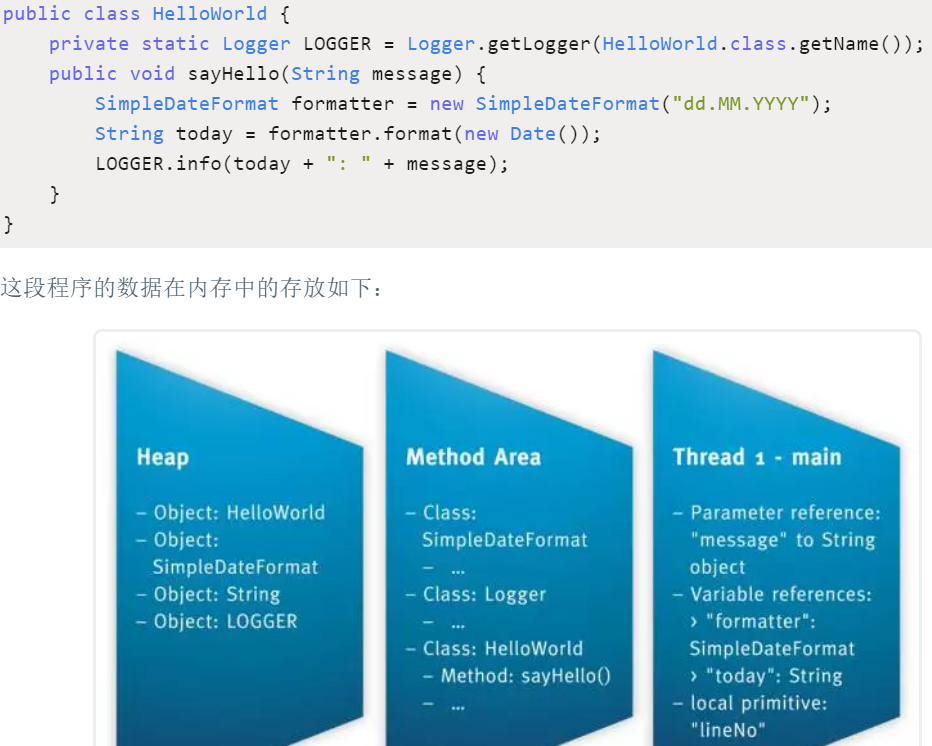 public class HelloWorld {
    private static Logger LOGGER = Logger.getLogger(HelloWorld.class.getName());
    public void sayHello(String message) {
        SimpleDateFormat formatter = new SimpleDateFormat("dd.MM.YYYY");
        String today = formatter.format(new Date());
        LOGGER.info(today + ": " + message);
    }
}
这段程序的数据在内存中的存放如下：
Heap
– Object: HelloWorld
– Object:
SimpleDateFormat
– Object: String
– Object: LOGGER
Method Area
– Class:
SimpleDateFormat
– ...
– Class: Logger
– ...
– Class: HelloWorld
– Method: sayHello()
– ...
Thread 1 - main
– Parameter reference:
"message" to String
object
– Variable references:
› "formatter":
SimpleDateFormat
› "today": String
– local primitive:
"lineNo"